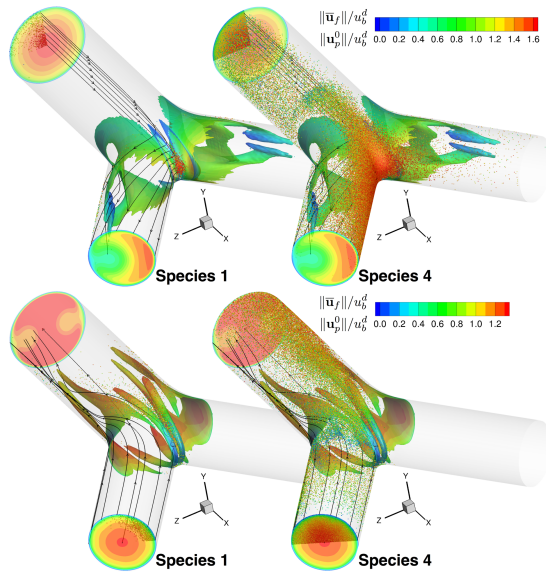 ‖ū_f‖/u_b^d
‖u_p^0‖/u_b^d
0.0 0.2 0.4 0.6 0.8 1.0 1.2 1.4 1.6
Y
Z
X
Y
Z
X
Species 1
Species 4
‖ū_f‖/u_b^d
‖u_p^0‖/u_b^d
0.0 0.2 0.4 0.6 0.8 1.0 1.2
Y
Z
X
Y
Z
X
Species 1
Species 4